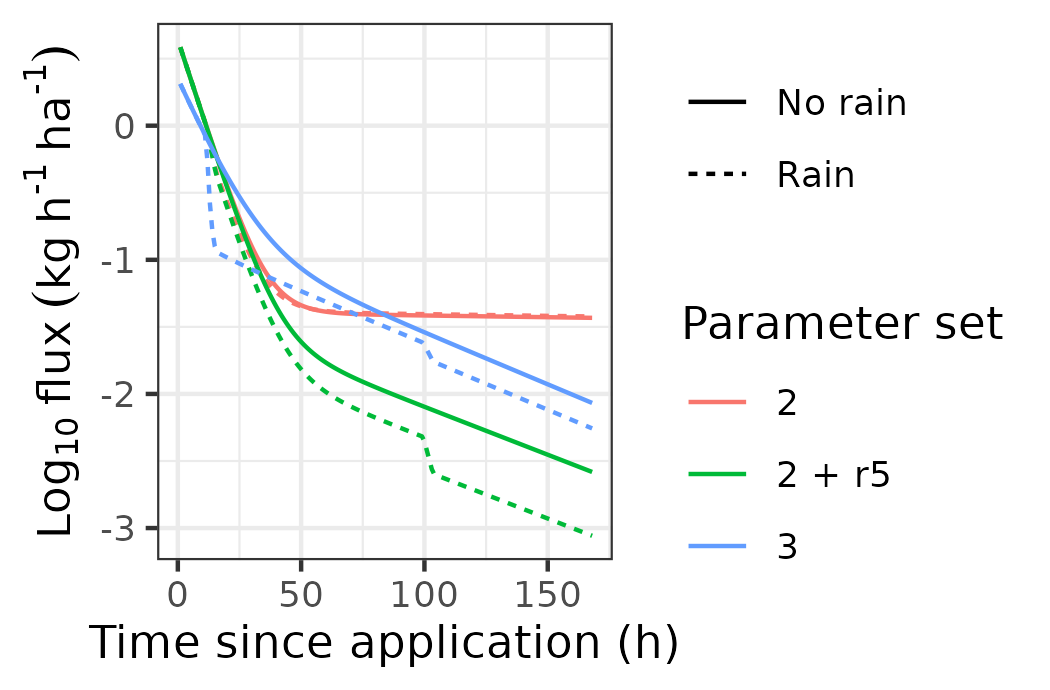 Log10 flux (kg h-1 ha-1)
0
-1
-2
-3
0 50 100 150
Time since application (h)
No rain
Rain
Parameter set
2
2 + r5
3